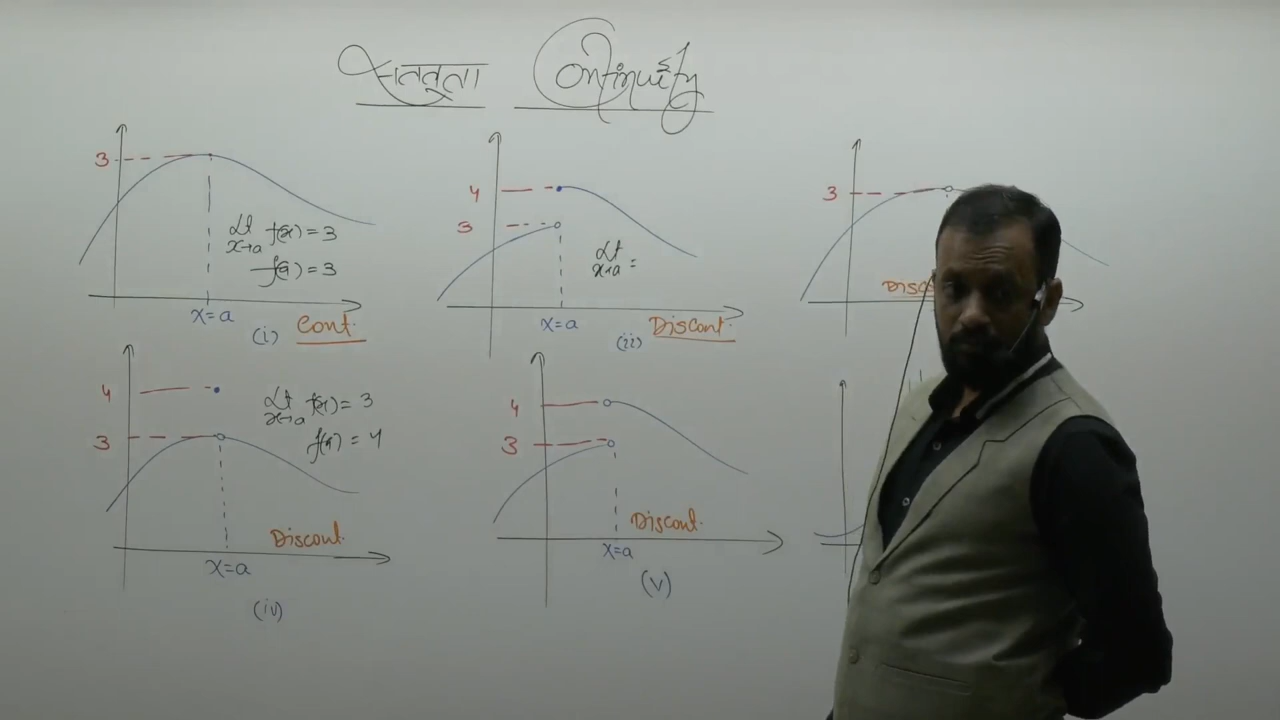 सततता Continuity
3
Lt x→a f(x) = 3
f(a) = 3
x=a
(i) Cont.
4
3
Lt x→a =
x=a
(ii) Discont.
3
4
3
Lt x→a f(x) = 3
f(a) = 4
Discont.
x=a
(iv)
4
3
Discont.
x=a
(v)